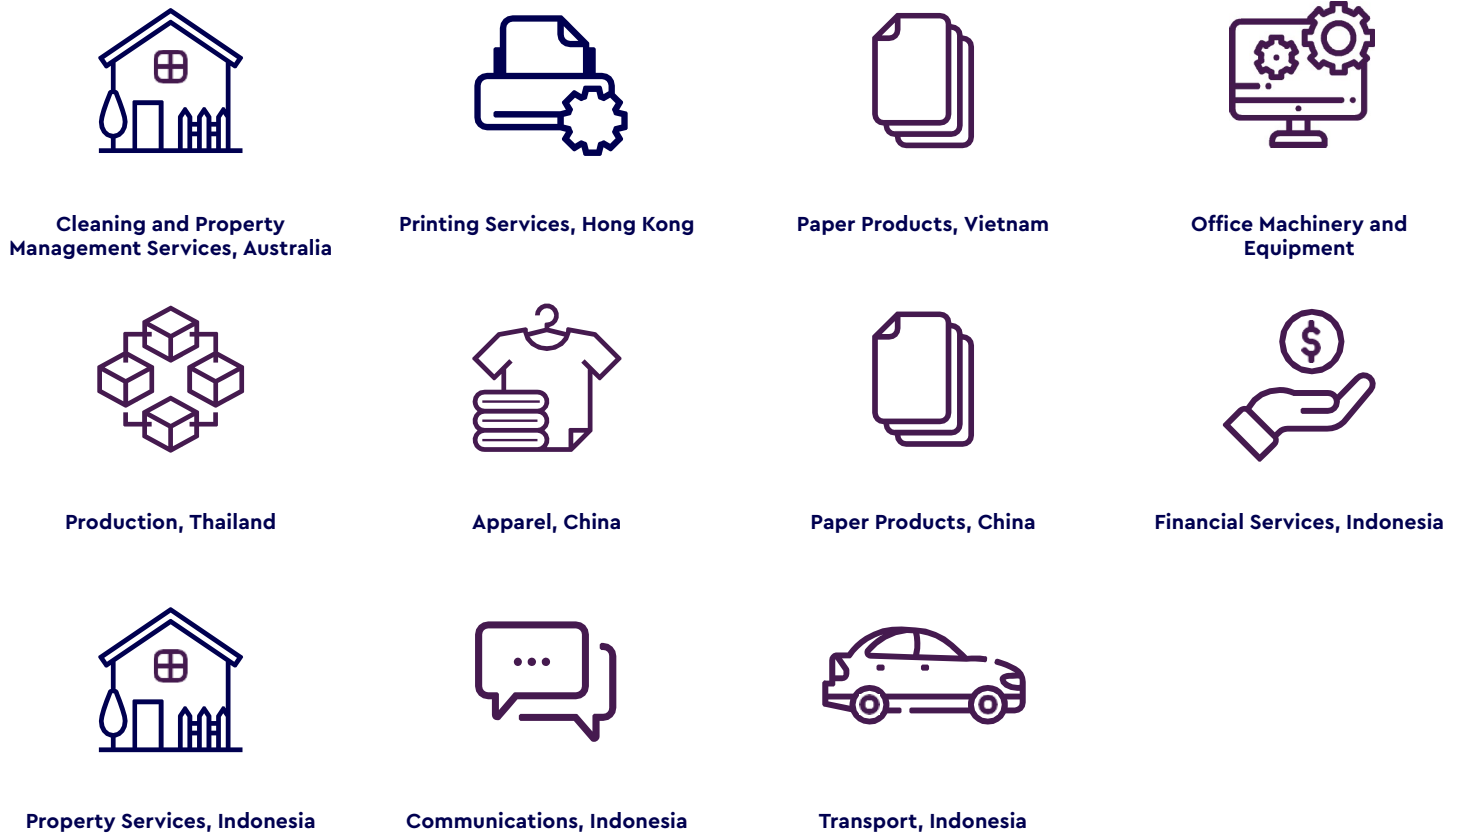 Cleaning and Property
Management Services, Australia
Printing Services, Hong Kong
Paper Products, Vietnam
Office Machinery and
Equipment
Production, Thailand
Apparel, China
Paper Products, China
Financial Services, Indonesia
Property Services, Indonesia
Communications, Indonesia
Transport, Indonesia